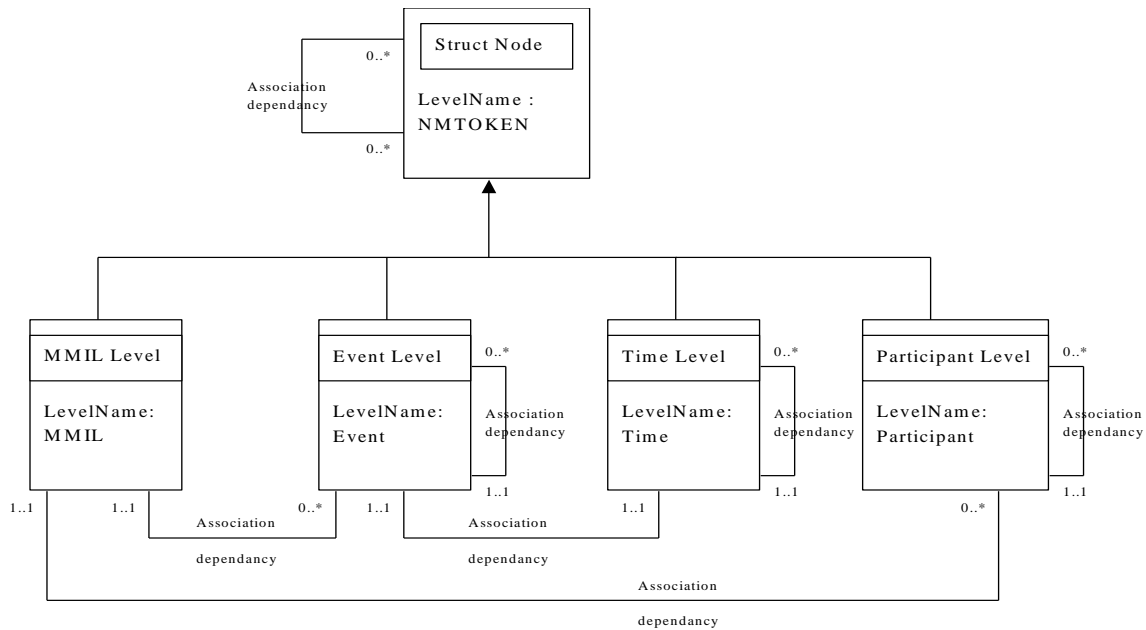 Struct Node
0..*
Association
dependancy
LevelName :
NMTOKEN
0..*
MMIL Level
Event Level
0..*
Time Level
0..*
Participant Level
0..*
LevelName:
MMIL
LevelName:
Event
Association
dependancy
LevelName:
Time
Association
dependancy
LevelName:
Participant
Association
dependancy
1..1
1..1
1..1
1..1
1..1
0..*
1..1
1..1
0..*
Association
dependancy
Association
dependancy
Association
dependancy